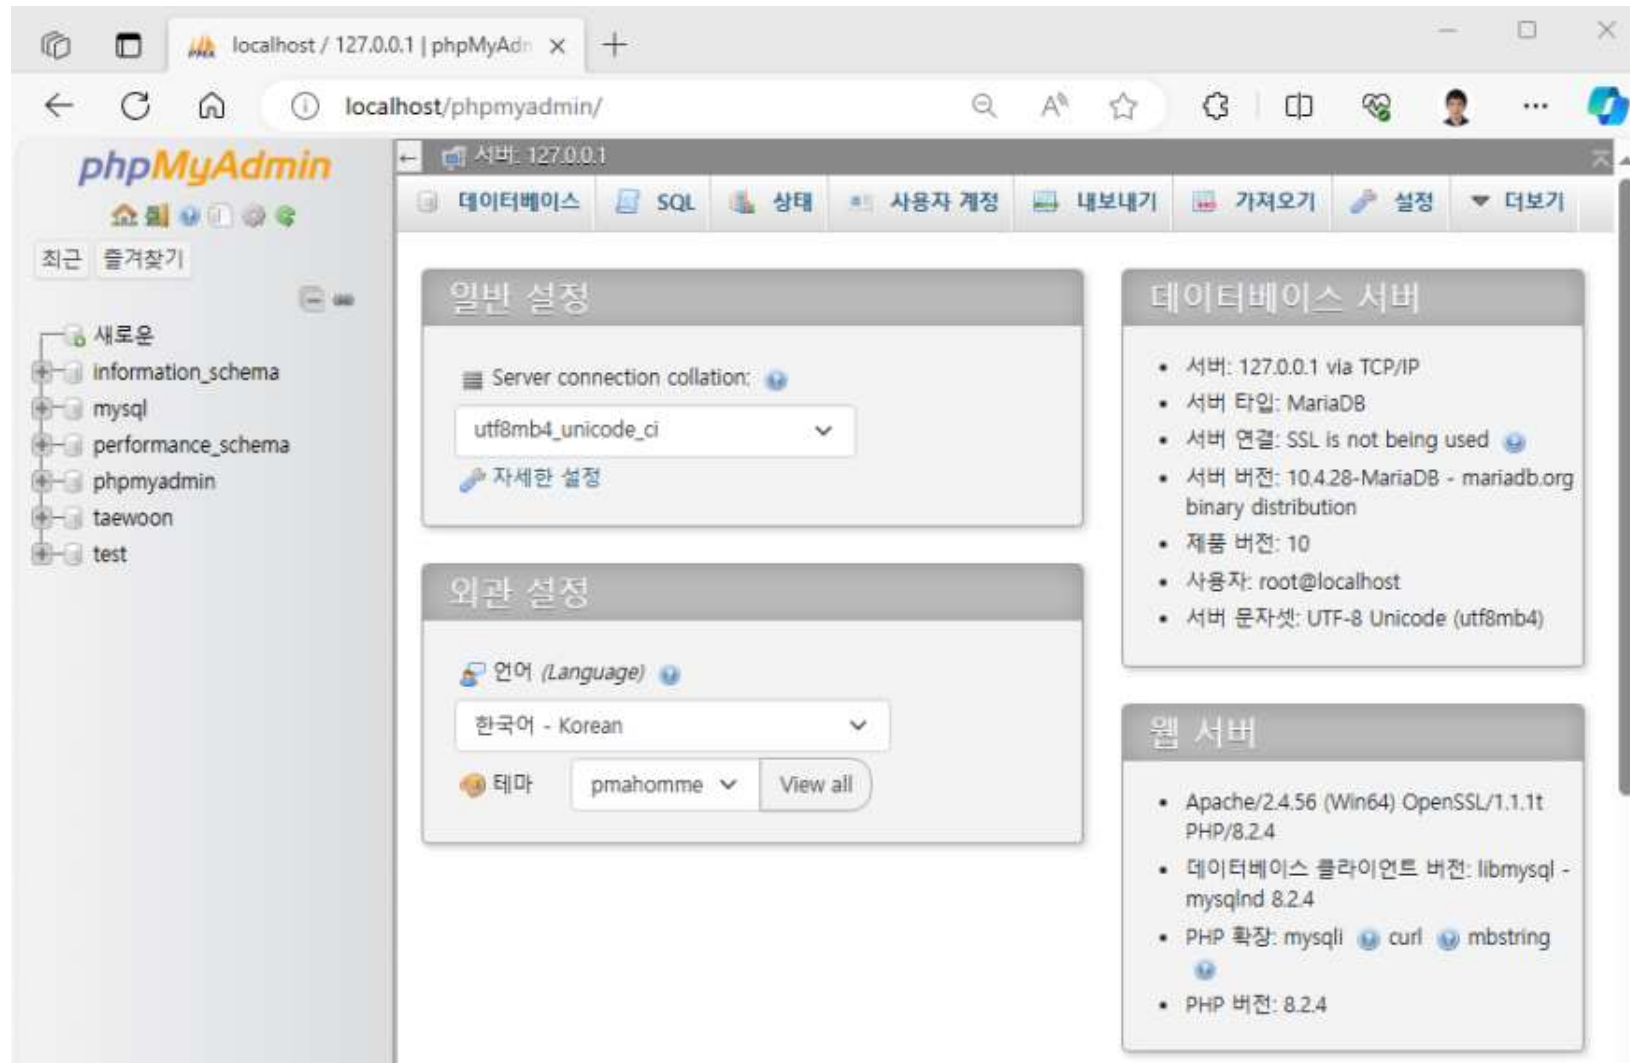 localhost / 127.0.0.1 | phpMyAdn
localhost/phpmyadmin/
phpMyAdmin
최근 즐겨찾기
새로운
information_schema
mysql
performance_schema
phpmyadmin
taewoon
test
서버: 127.0.0.1
데이터베이스 SQL 상태 사용자 계정 내보내기 가져오기 설정 더보기
일반 설정
Server connection collation:
utf8mb4_unicode_ci
자세한 설정
외관 설정
언어 (Language)
한국어 - Korean
테마 pmahomme View all
데이터베이스 서버
• 서버: 127.0.0.1 via TCP/IP
• 서버 타입: MariaDB
• 서버 연결: SSL is not being used
• 서버 버전: 10.4.28-MariaDB - mariadb.org
binary distribution
• 제품 버전: 10
• 사용자: root@localhost
• 서버 문자셋: UTF-8 Unicode (utf8mb4)
웹 서버
• Apache/2.4.56 (Win64) OpenSSL/1.1.1t
PHP/8.2.4
• 데이터베이스 클라이언트 버전: libmysql -
mysqlnd 8.2.4
• PHP 확장: mysqli curl mbstring
• PHP 버전: 8.2.4